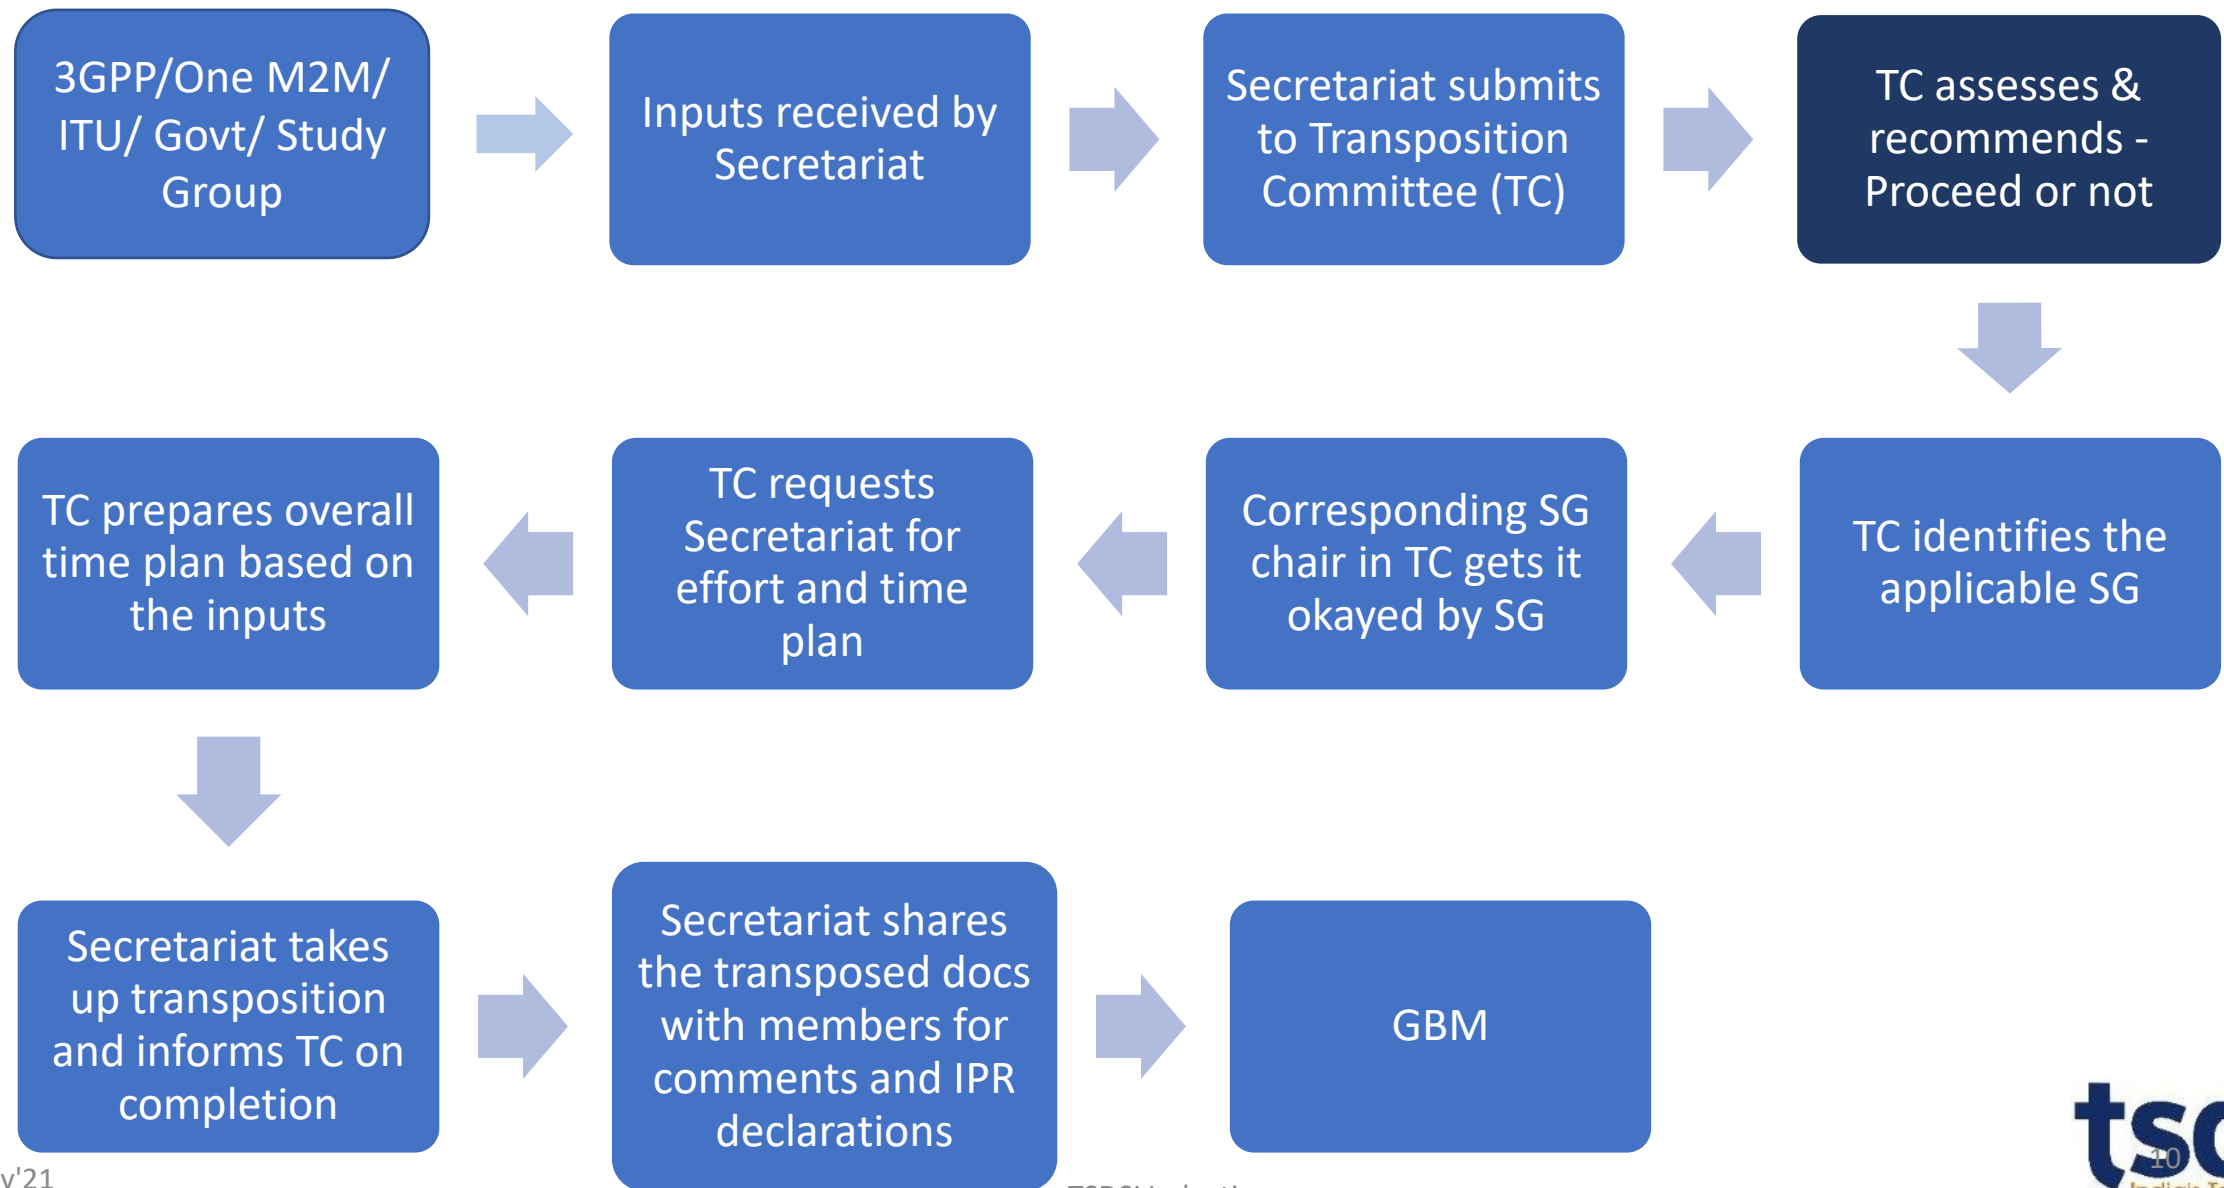 3GPP/One M2M/
ITU/ Govt/ Study
Group
Inputs received by
Secretariat
Secretariat submits
to Transposition
Committee (TC)
TC assesses &
recommends -
Proceed or not
TC identifies the
applicable SG
Corresponding SG
chair in TC gets it
okayed by SG
TC requests
Secretariat for
effort and time
plan
TC prepares overall
time plan based on
the inputs
Secretariat takes
up transposition
and informs TC on
completion
Secretariat shares
the transposed docs
with members for
comments and IPR
declarations
GBM
10